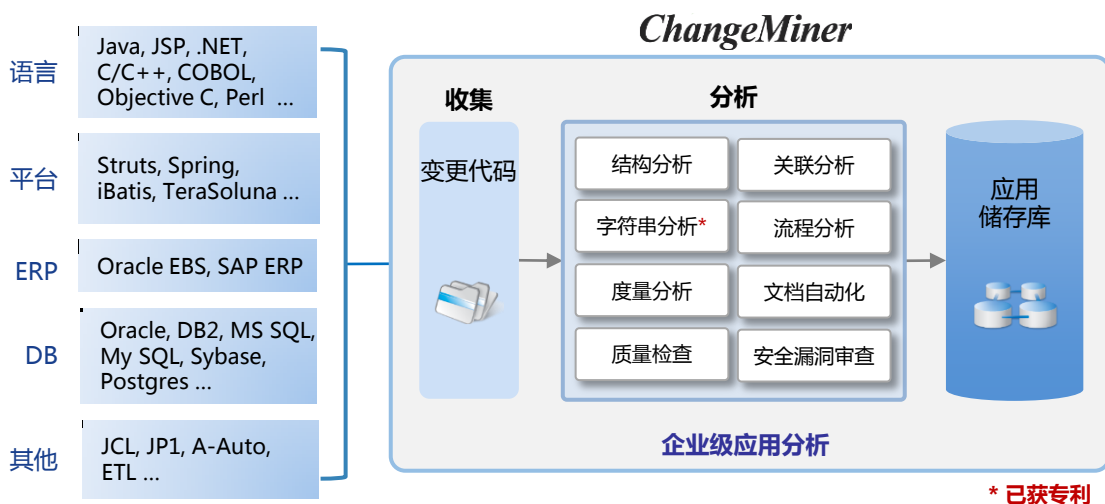 ChangeMiner
语言
Java, JSP, .NET,
C/C++, COBOL,
Objective C, Perl ...
平台
Struts, Spring,
iBatis, TeraSoluna ...
ERP
Oracle EBS, SAP ERP
DB
Oracle, DB2, MS SQL,
My SQL, Sybase,
Postgres ...
其他
JCL, JP1, A-Auto,
ETL ...
收集
变更代码
分析
结构分析
关联分析
字符串分析*
流程分析
度量分析
文档自动化
质量检查
安全漏洞审查
应用
储存库
企业级应用分析
* 已获专利